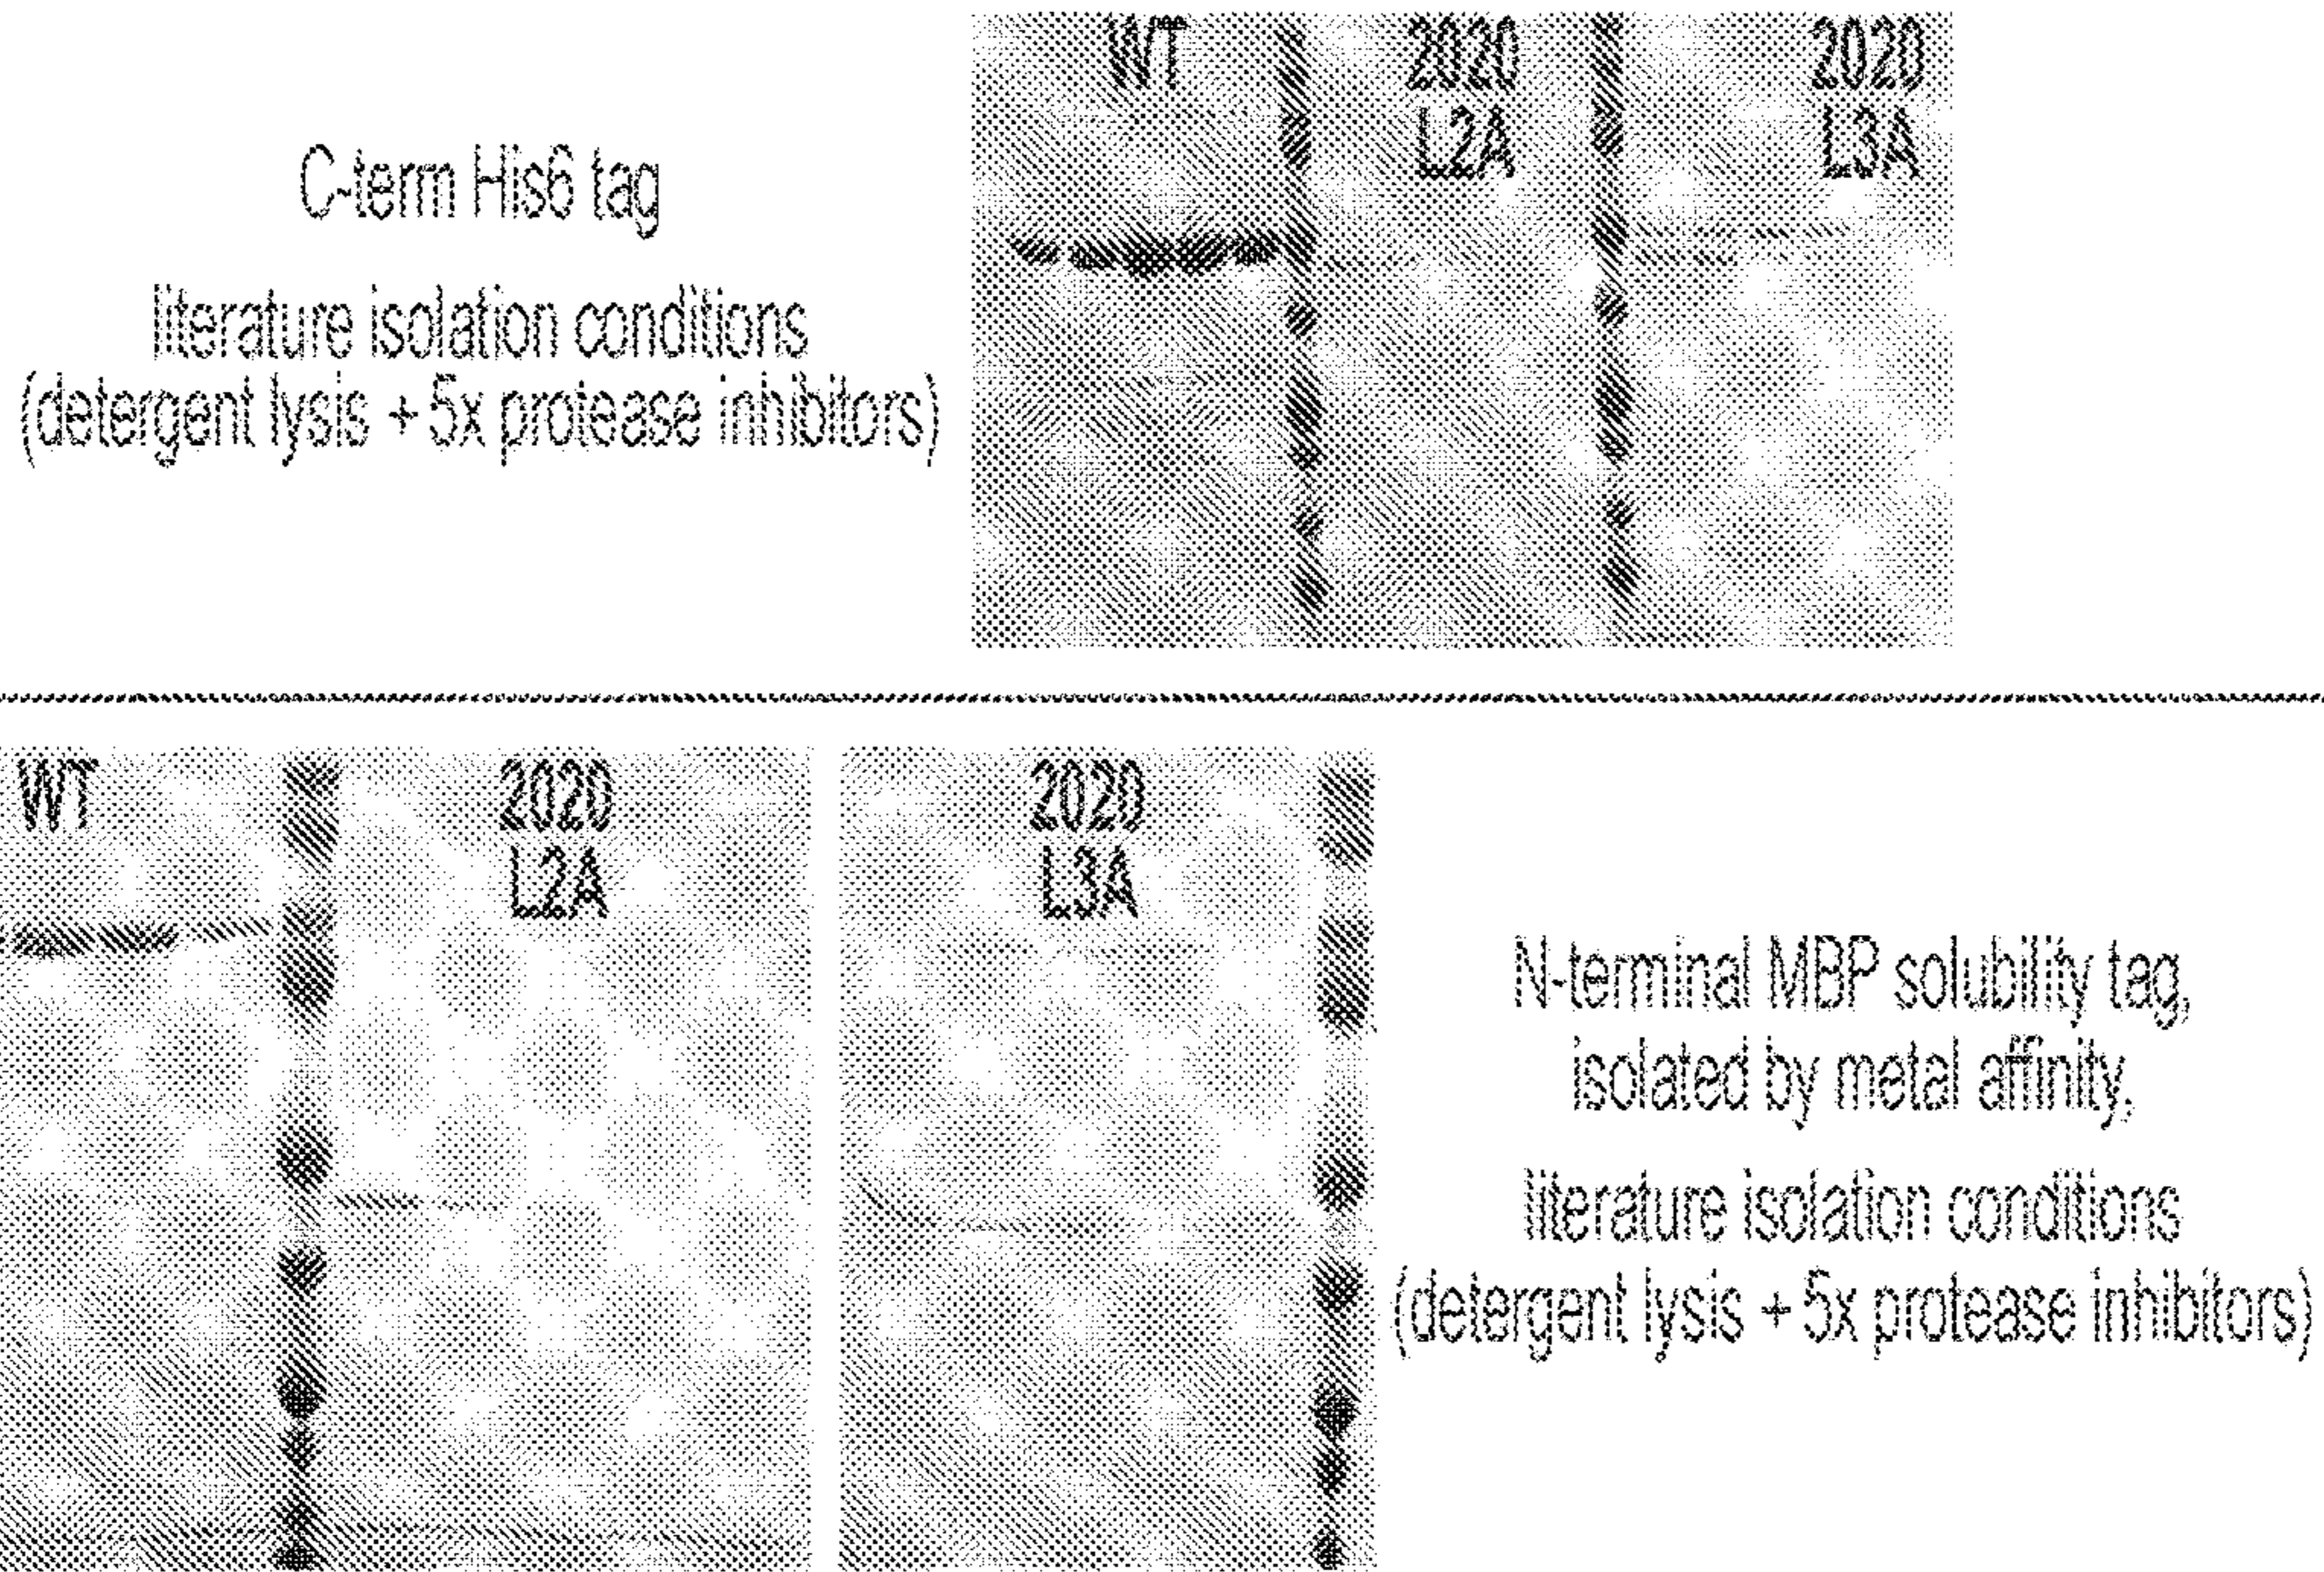 C-term His6 tag
literature isolation conditions
(detergent lysis + 5x protease inhibitors)
WT
2020
L2A
2020
L3A
WT
2020
L2A
2020
L3A
N-terminal MBP solubility tag,
isolated by metal affinity,
literature isolation conditions
(detergent lysis + 5x protease inhibitors)